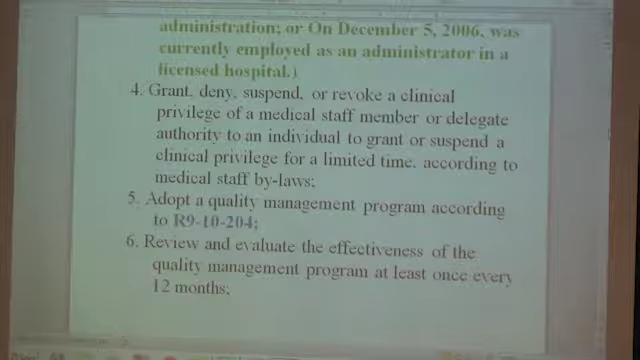 administration; or On December 5, 2006, was
currently employed as an administrator in a
licensed hospital.)
4. Grant, deny, suspend, or revoke a clinical
privilege of a medical staff member or delegate
authority to an individual to grant or suspend a
clinical privilege for a limited time, according to
medical staff by-laws;
5. Adopt a quality management program according
to R9-10-204;
6. Review and evaluate the effectiveness of the
quality management program at least once every
12 months;